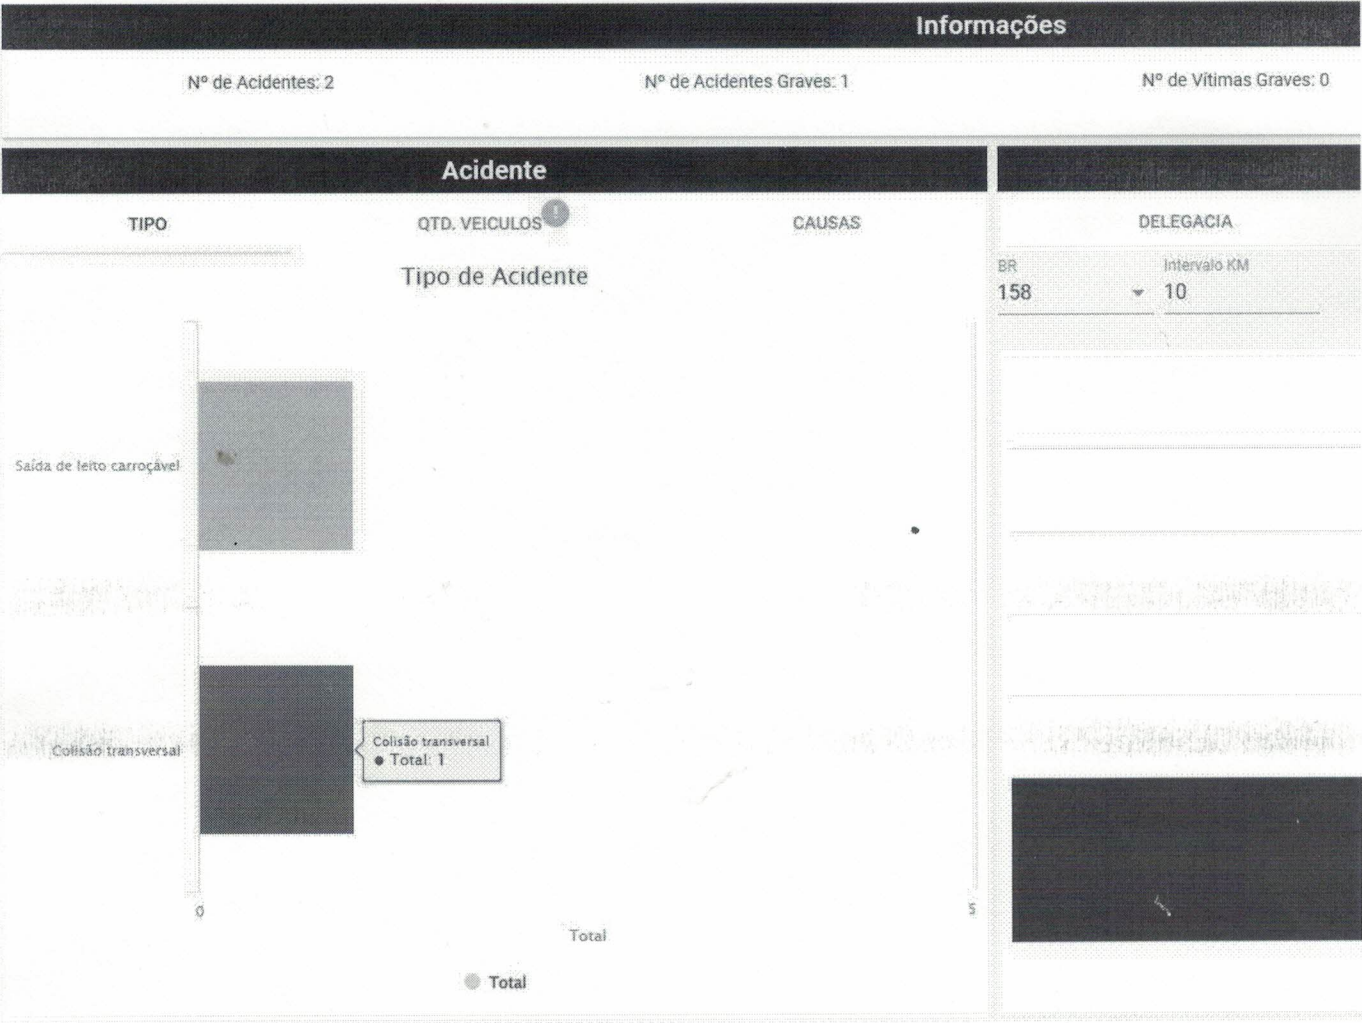 Informações
Nº de Acidentes: 2
Nº de Acidentes Graves: 1
Nº de Vítimas Graves: 0
Acidente
TIPO
QTD. VEICULOS
!
CAUSAS
Tipo de Acidente
Saída de leito carroçável
Colisão transversal
Colisão transversal
Total: 1
0
5
Total
Total
DELEGACIA
BR
Intervalo KM
158
10